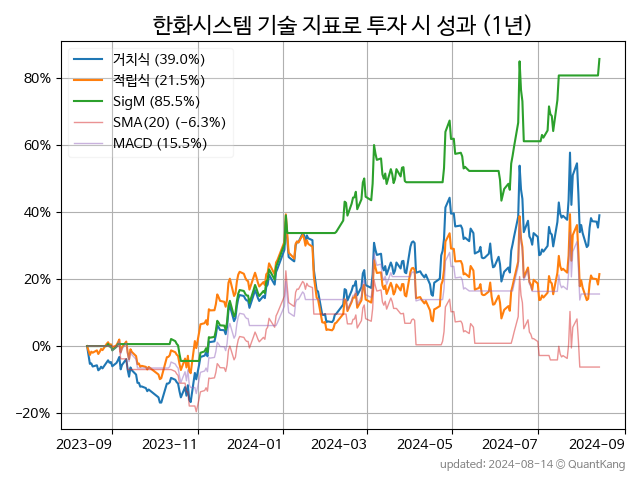 한화시스템 기술 지표로 투자 시 성과 (1년)
거치식 (39.0%)
적립식 (21.5%)
SigM (85.5%)
SMA(20) (−6.3%)
MACD (15.5%)
80%
60%
40%
20%
0%
−20%
2023-09 2023-11 2024-01 2024-03 2024-05 2024-07 2024-09
updated: 2024-08-14 © QuantKang